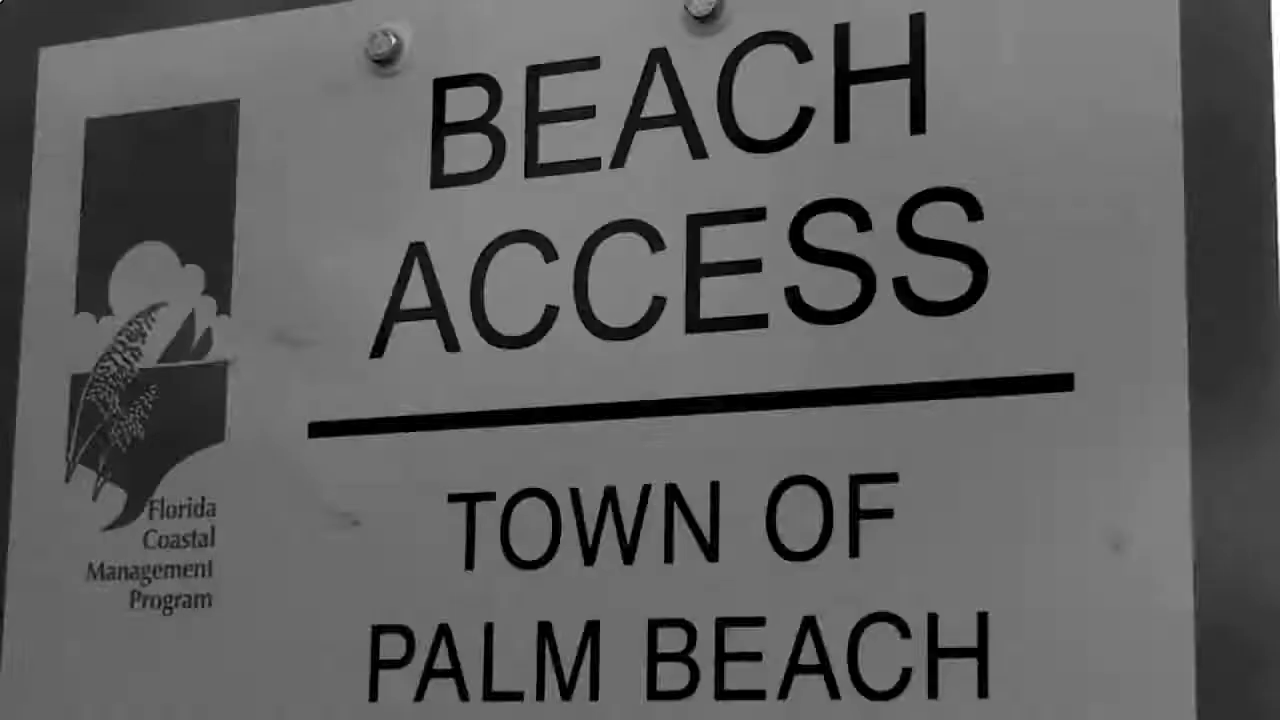 BEACH
ACCESS
TOWN OF
PALM BEACH
Florida
Coastal
Management
Program